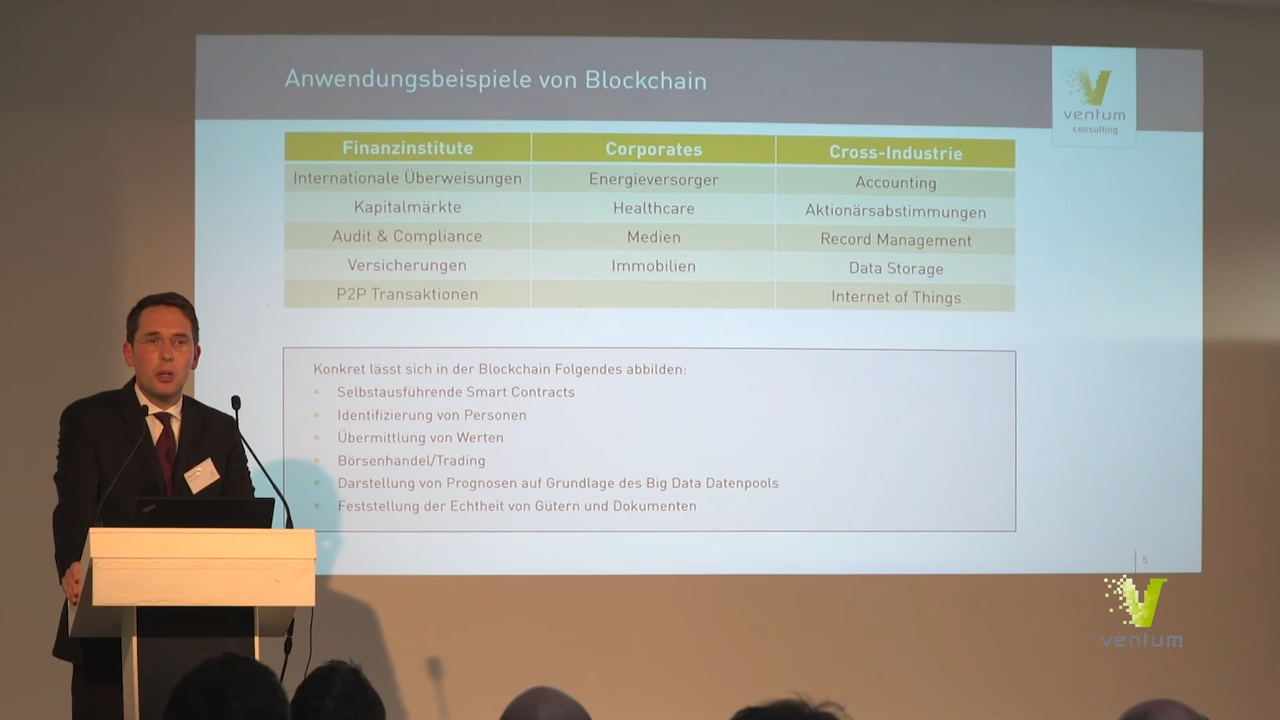 Anwendungsbeispiele von Blockchain
ventum
consulting
Finanzinstitute Corporates Cross-Industrie
Internationale Überweisungen Energieversorger Accounting
Kapitalmärkte Healthcare Aktionärsabstimmungen
Audit & Compliance Medien Record Management
Versicherungen Immobilien Data Storage
P2P Transaktionen Internet of Things
Konkret lässt sich in der Blockchain Folgendes abbilden:
Selbstausführende Smart Contracts
Identifizierung von Personen
Übermittlung von Werten
Börsenhandel/Trading
Darstellung von Prognosen auf Grundlage des Big Data Datenpools
Feststellung der Echtheit von Gütern und Dokumenten
5
ventum